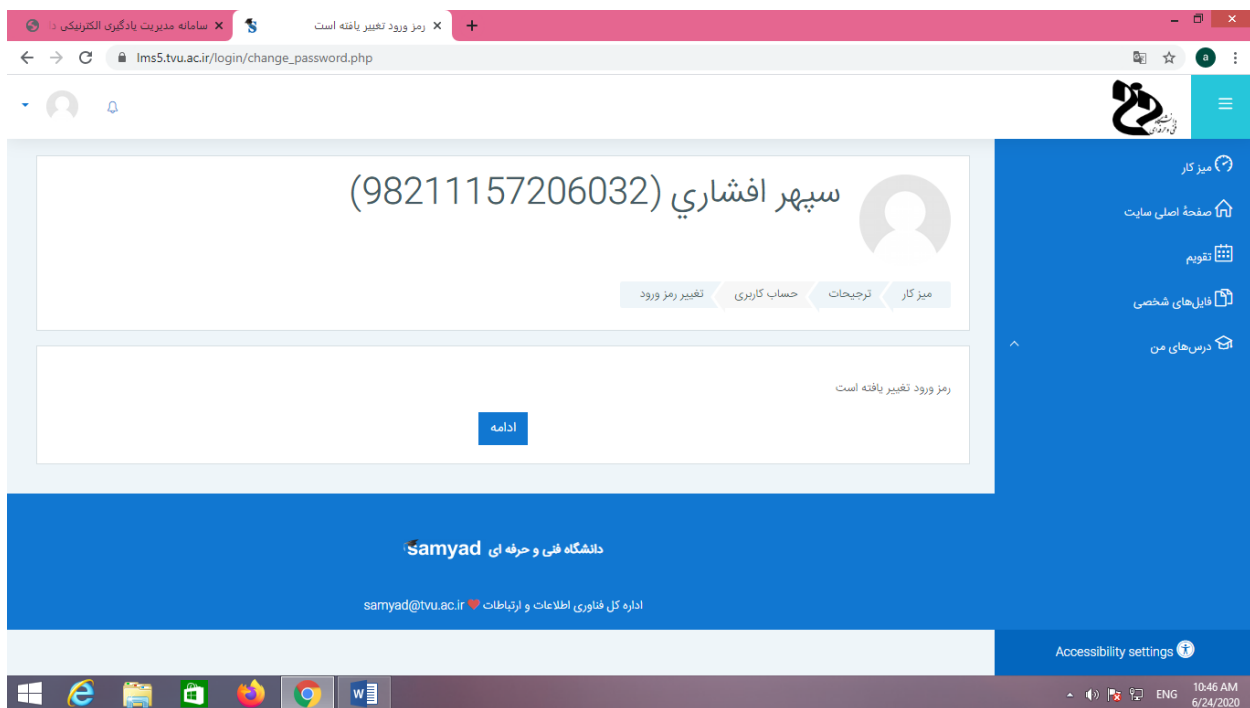 سامانه مدیریت یادگیری الکترنیکی دا
رمز ورود تغییر یافته است
lms5.tvu.ac.ir/login/change_password.php
a
میز کار
صفحهٔ اصلی سایت
تقویم
فایل‌های شخصی
درس‌های من
سپهر افشاري (98211157206032)
میز کار
ترجیحات
حساب کاربری
تغییر رمز ورود
رمز ورود تغییر یافته است
ادامه
دانشگاه فنی و حرفه ای samyad
اداره کل فناوری اطلاعات و ارتباطات samyad@tvu.ac.ir
Accessibility settings
ENG
10:46 AM
6/24/2020